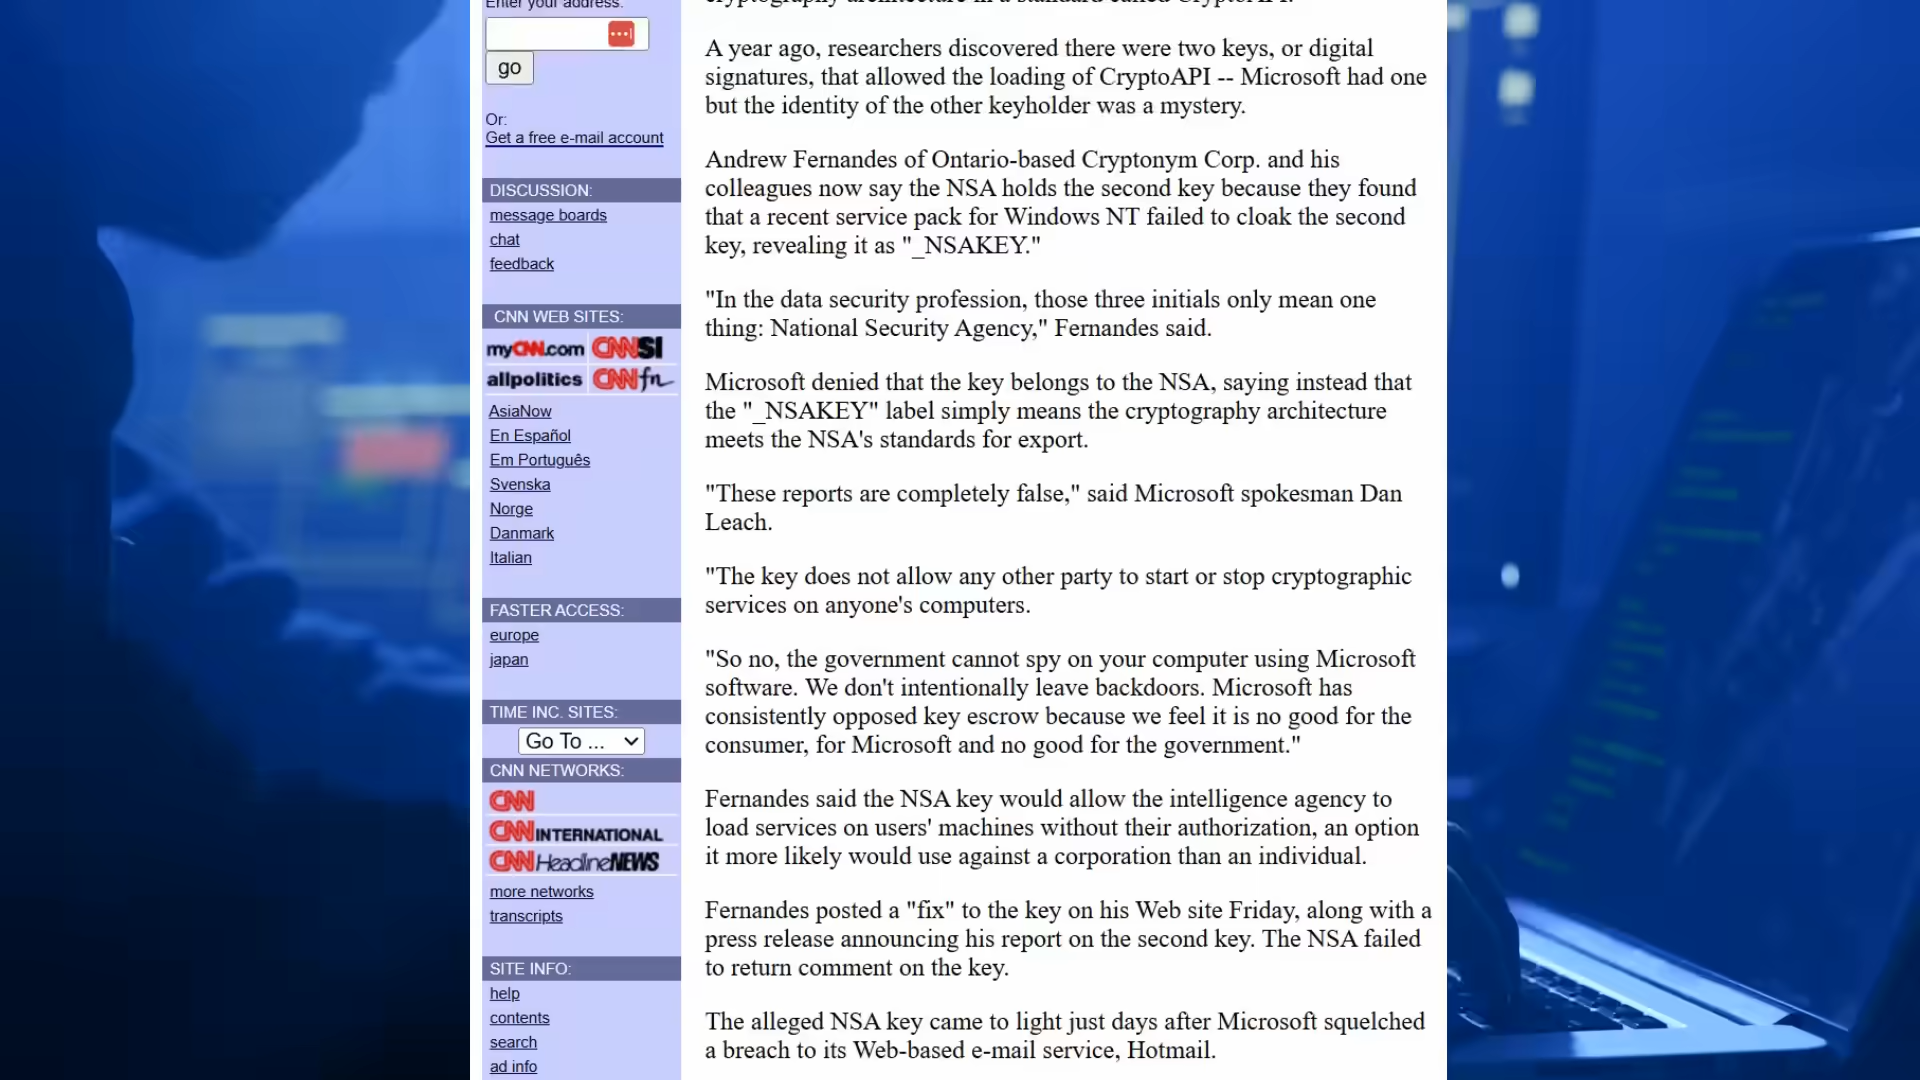 Enter your address:
go
Or:
Get a free e-mail account
DISCUSSION:
message boards
chat
feedback
CNN WEB SITES:
myCNN.com CNNSI
allpolitics CNNfn
AsiaNow
En Español
Em Português
Svenska
Norge
Danmark
Italian
FASTER ACCESS:
europe
japan
TIME INC. SITES:
Go To ...
CNN NETWORKS:
CNN
CNN INTERNATIONAL
CNN Headline NEWS
more networks
transcripts
SITE INFO:
help
contents
search
ad info
cryptography architecture in a standard called CryptoAPI.
A year ago, researchers discovered there were two keys, or digital
signatures, that allowed the loading of CryptoAPI -- Microsoft had one
but the identity of the other keyholder was a mystery.
Andrew Fernandes of Ontario-based Cryptonym Corp. and his
colleagues now say the NSA holds the second key because they found
that a recent service pack for Windows NT failed to cloak the second
key, revealing it as "_NSAKEY."
"In the data security profession, those three initials only mean one
thing: National Security Agency," Fernandes said.
Microsoft denied that the key belongs to the NSA, saying instead that
the "_NSAKEY" label simply means the cryptography architecture
meets the NSA's standards for export.
"These reports are completely false," said Microsoft spokesman Dan
Leach.
"The key does not allow any other party to start or stop cryptographic
services on anyone's computers.
"So no, the government cannot spy on your computer using Microsoft
software. We don't intentionally leave backdoors. Microsoft has
consistently opposed key escrow because we feel it is no good for the
consumer, for Microsoft and no good for the government."
Fernandes said the NSA key would allow the intelligence agency to
load services on users' machines without their authorization, an option
it more likely would use against a corporation than an individual.
Fernandes posted a "fix" to the key on his Web site Friday, along with a
press release announcing his report on the second key. The NSA failed
to return comment on the key.
The alleged NSA key came to light just days after Microsoft squelched
a breach to its Web-based e-mail service, Hotmail.